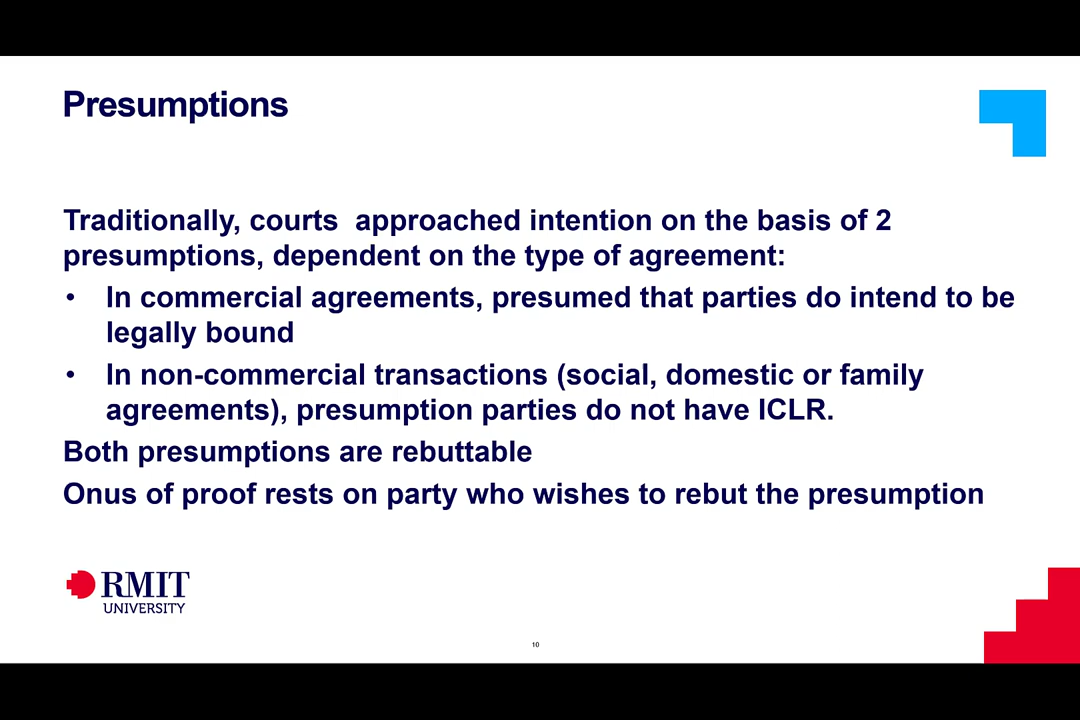 Presumptions
Traditionally, courts  approached intention on the basis of 2
presumptions, dependent on the type of agreement:
• In commercial agreements, presumed that parties do intend to be
legally bound
• In non-commercial transactions (social, domestic or family
agreements), presumption parties do not have ICLR.
Both presumptions are rebuttable
Onus of proof rests on party who wishes to rebut the presumption
RMIT
UNIVERSITY
10